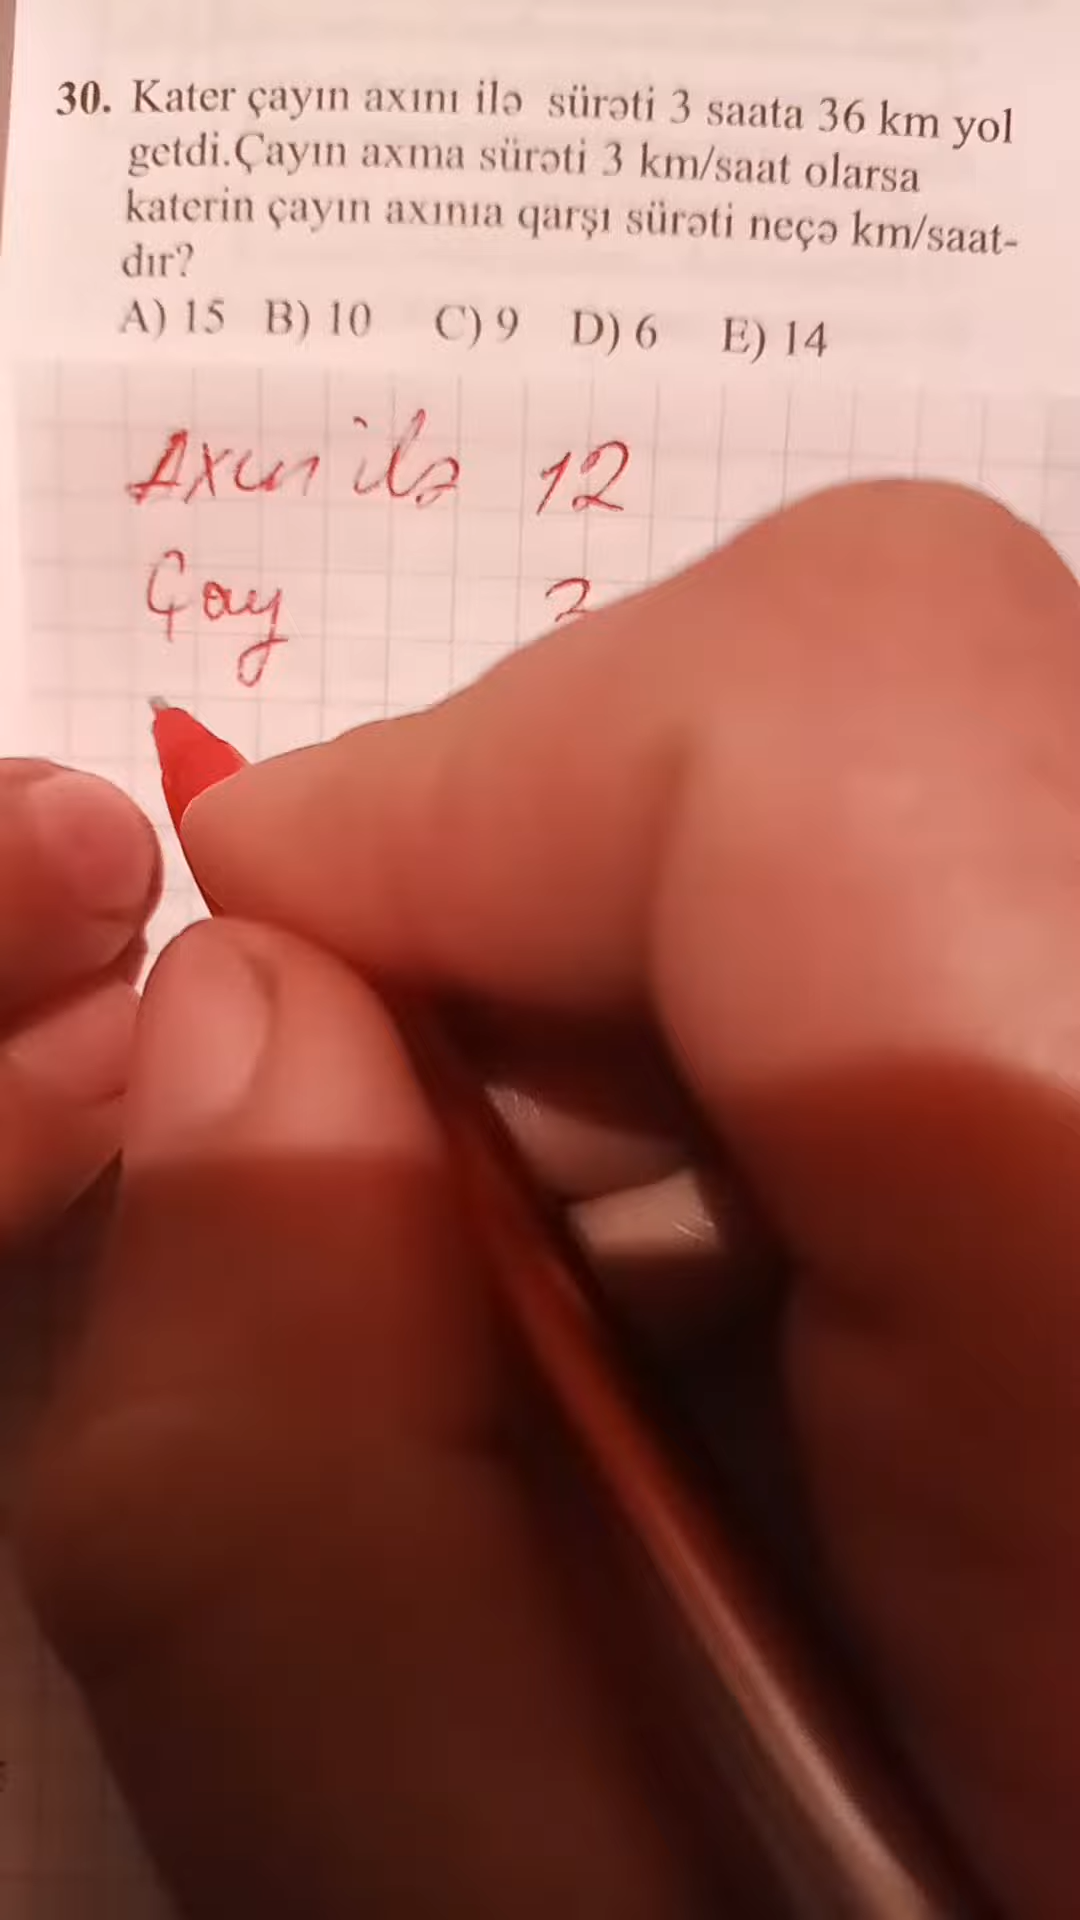 30. Kater çayın axını ilə sürəti 3 saata 36 km yol
getdi.Çayın axma sürəti 3 km/saat olarsa
katerin çayın axınıa qarşı sürəti neçə km/saat-
dır?
A) 15 B) 10 C) 9 D) 6 E) 14
Axın ilə 12
Çay